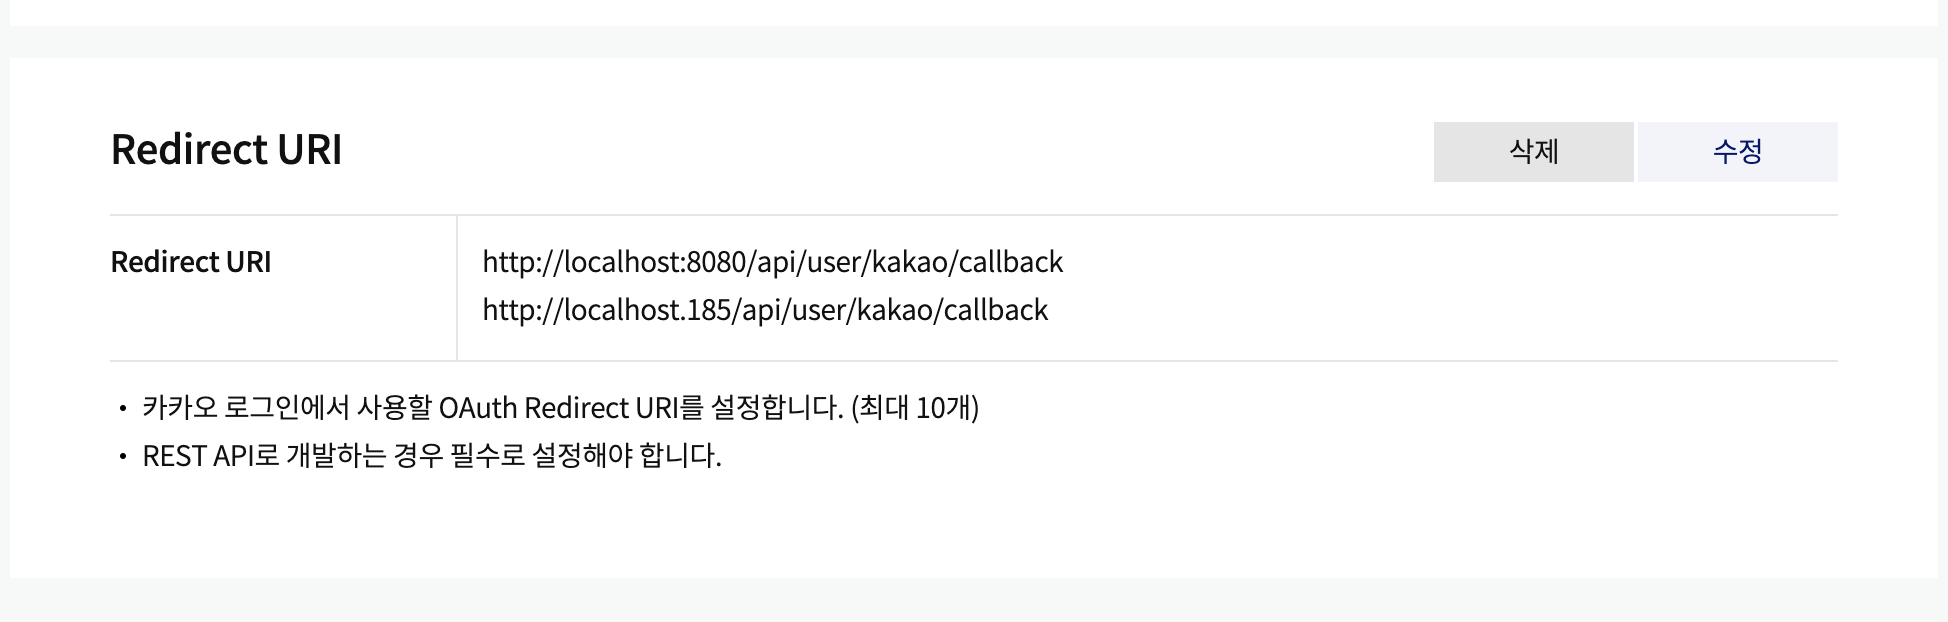 Redirect URI
삭제
수정
Redirect URI
http://localhost:8080/api/user/kakao/callback
http://localhost.185/api/user/kakao/callback
• 카카오 로그인에서 사용할 OAuth Redirect URI를 설정합니다. (최대 10개)
• REST API로 개발하는 경우 필수로 설정해야 합니다.